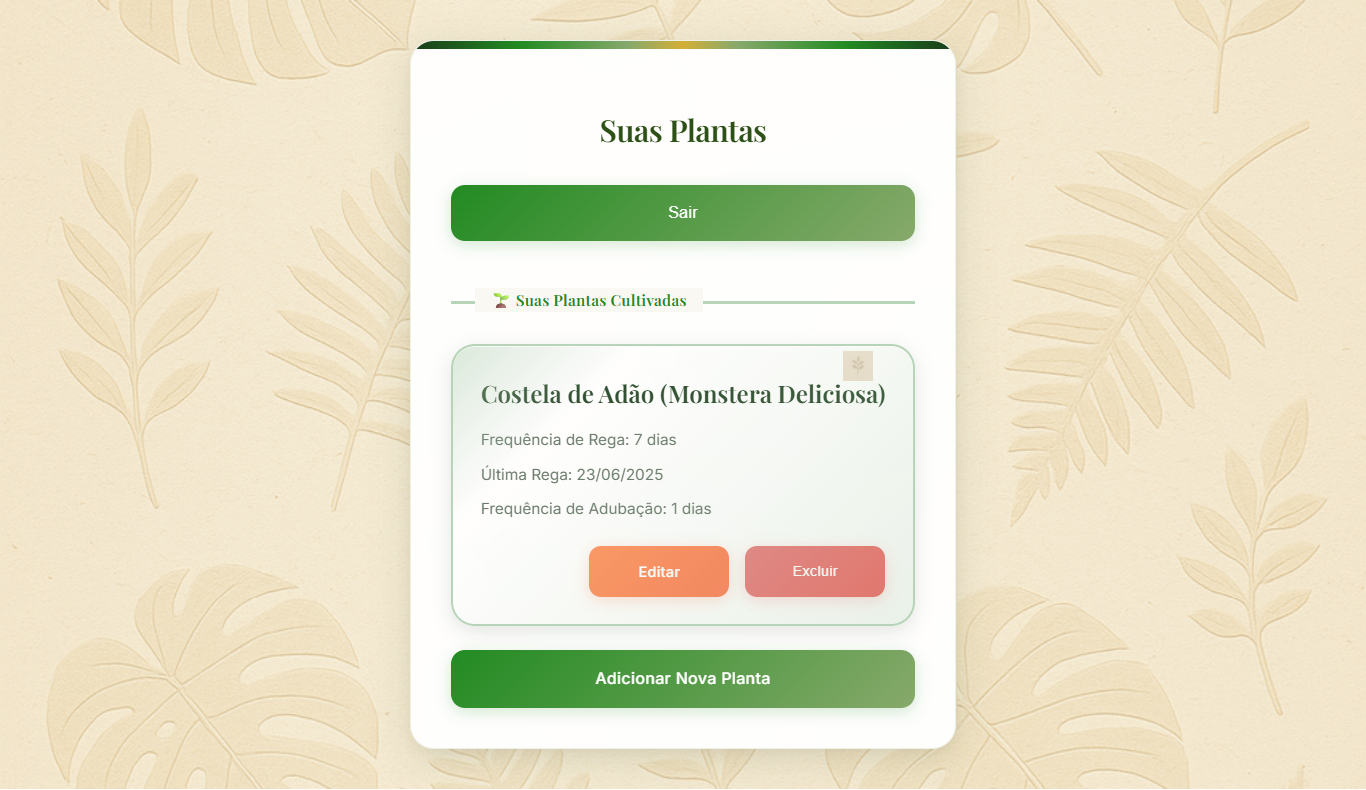 Suas Plantas
Sair
🌱 Suas Plantas Cultivadas
Costela de Adão (Monstera Deliciosa)
Frequência de Rega: 7 dias
Última Rega: 23/06/2025
Frequência de Adubação: 1 dias
Editar
Excluir
Adicionar Nova Planta